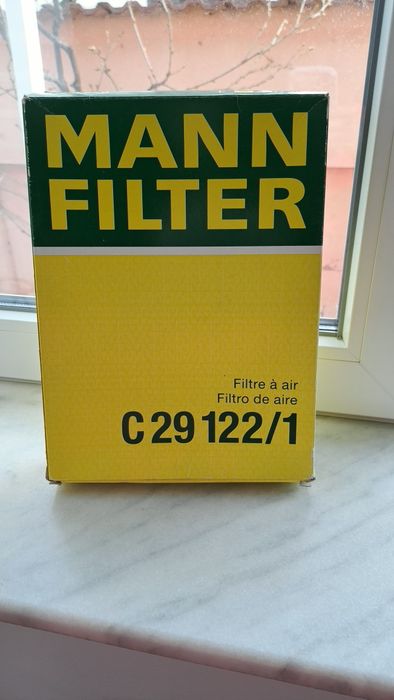 MANN
FILTER
Filtre à air
Filtro de aire
C 29 122/1